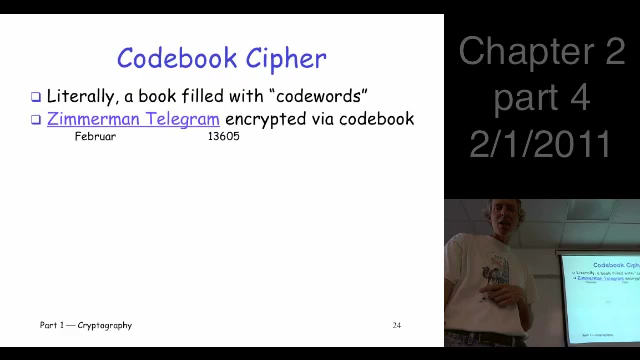 Codebook Cipher
❑ Literally, a book filled with “codewords”
❑ Zimmerman Telegram encrypted via codebook
Februar 13605
Part 1 — Cryptography 24
Chapter 2
part 4
2/1/2011